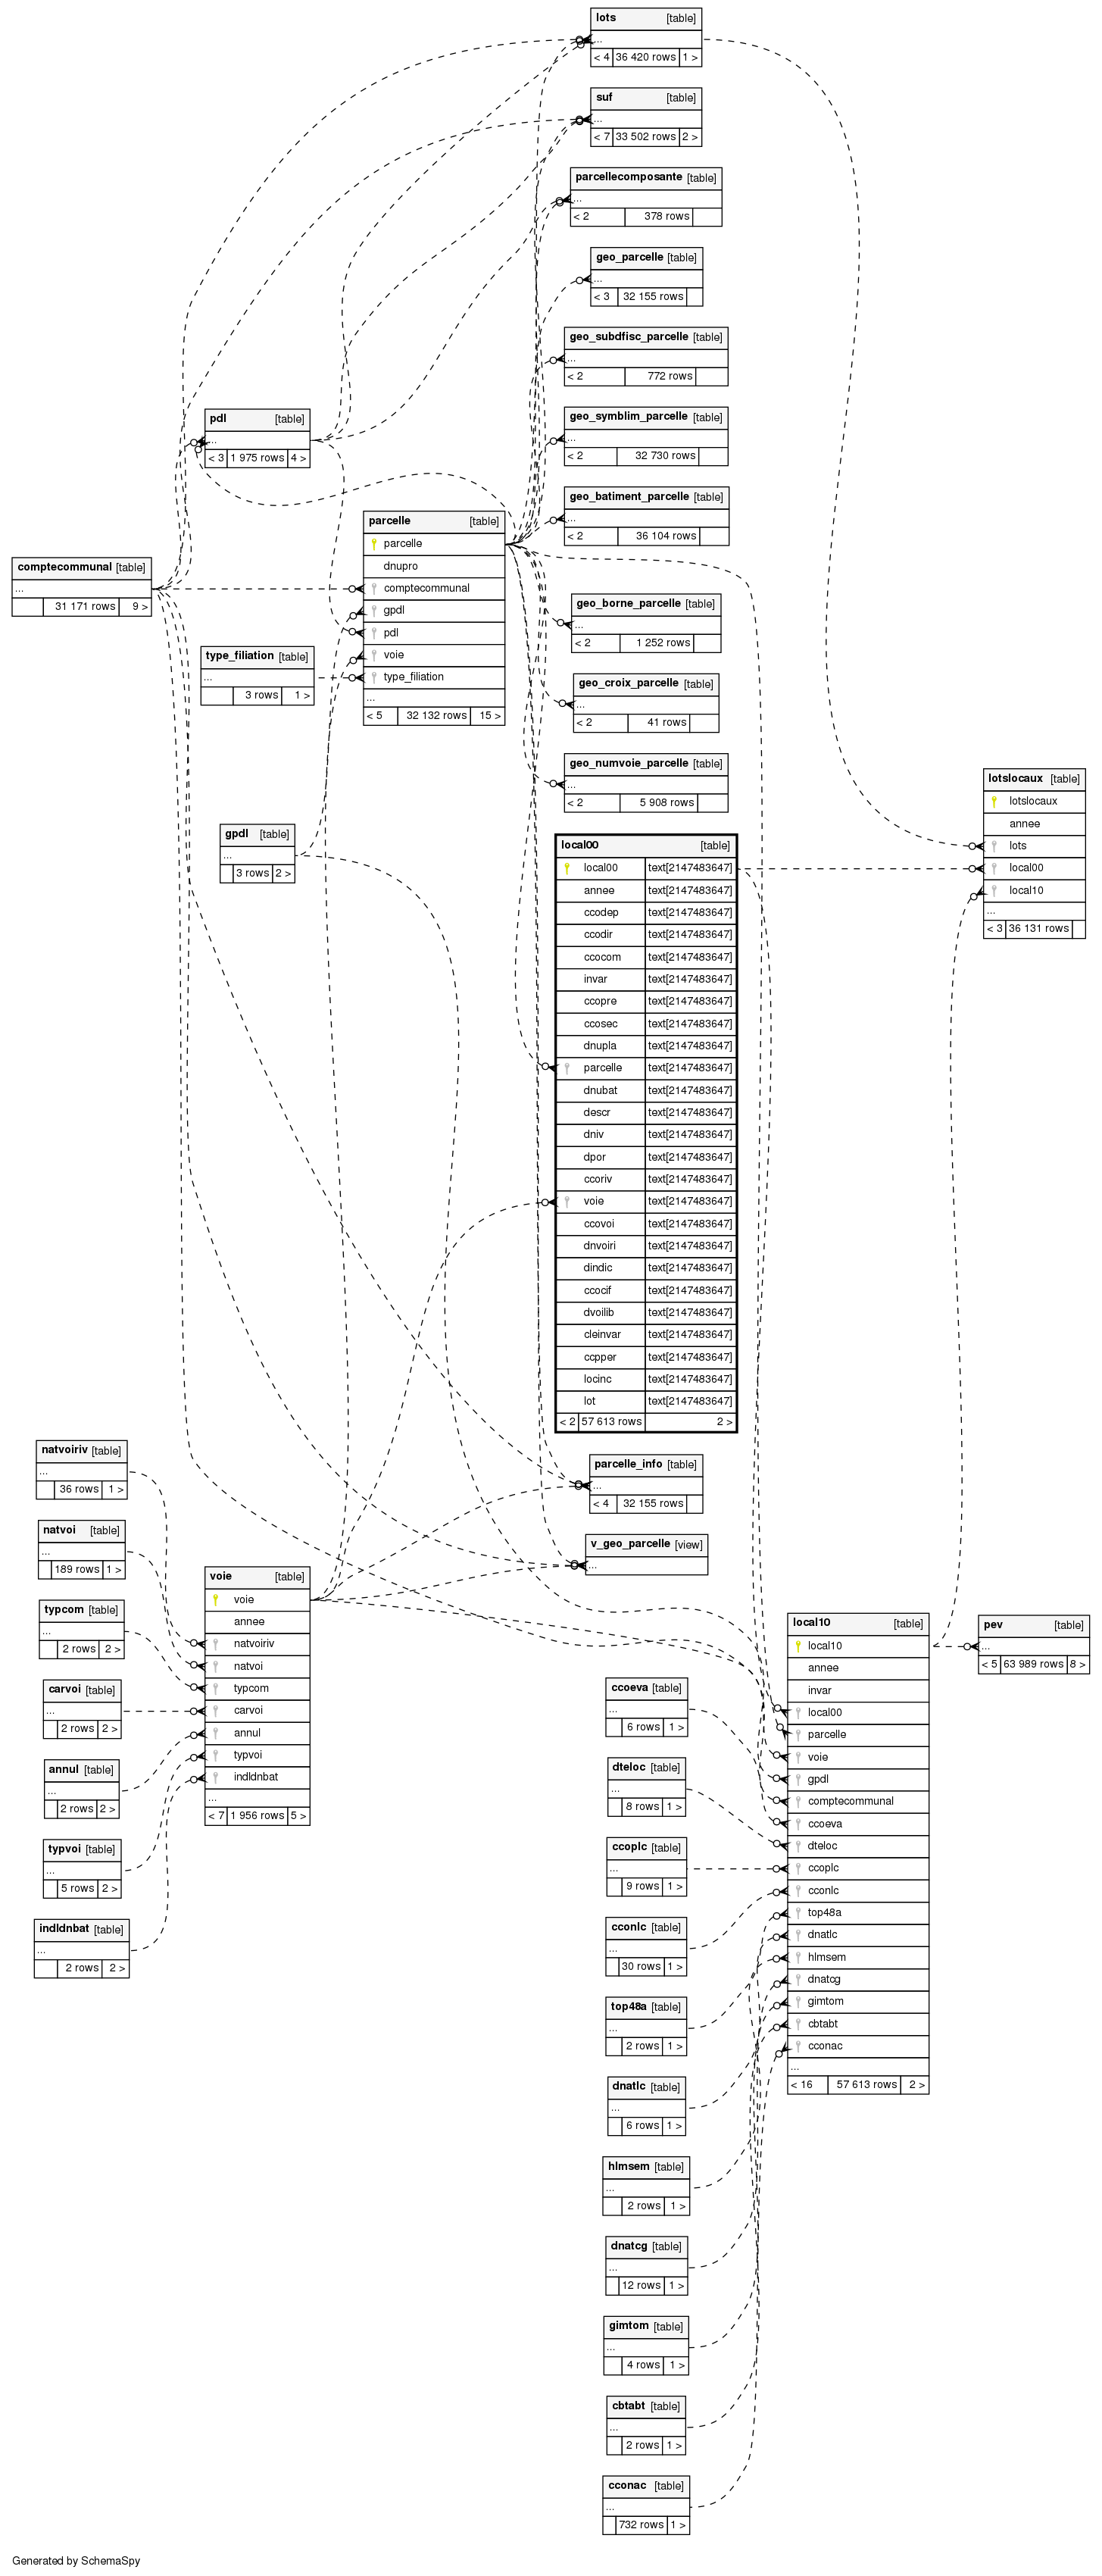 lots [table]
...
< 4 36 420 rows 1 >
suf [table]
...
< 7 33 502 rows 2 >
parcellecomposante [table]
...
< 2 378 rows
geo_parcelle [table]
...
< 3 32 155 rows
geo_subdfisc_parcelle [table]
...
< 2 772 rows
geo_symblim_parcelle [table]
...
< 2 32 730 rows
geo_batiment_parcelle [table]
...
< 2 36 104 rows
pdl [table]
...
< 3 1 975 rows 4 >
parcelle [table]
parcelle
dnupro
comptecommunal
gpdl
pdl
voie
type_filiation
...
< 5 32 132 rows 15 >
comptecommunal [table]
...
31 171 rows 9 >
type_filiation [table]
...
3 rows 1 >
geo_borne_parcelle [table]
...
< 2 1 252 rows
geo_croix_parcelle [table]
...
< 2 41 rows
geo_numvoie_parcelle [table]
...
< 2 5 908 rows
gpdl [table]
...
3 rows 2 >
lotslocaux [table]
lotslocaux
annee
lots
local00
local10
...
< 3 36 131 rows
local00 [table]
local00 text[2147483647]
annee text[2147483647]
ccodep text[2147483647]
ccodir text[2147483647]
ccocom text[2147483647]
invar text[2147483647]
ccopre text[2147483647]
ccosec text[2147483647]
dnupla text[2147483647]
parcelle text[2147483647]
dnubat text[2147483647]
descr text[2147483647]
dniv text[2147483647]
dpor text[2147483647]
ccoriv text[2147483647]
voie text[2147483647]
ccovoi text[2147483647]
dnvoiri text[2147483647]
dindic text[2147483647]
ccocif text[2147483647]
dvoilib text[2147483647]
cleinvar text[2147483647]
ccpper text[2147483647]
locinc text[2147483647]
lot text[2147483647]
< 2 57 613 rows 2 >
parcelle_info [table]
...
< 4 32 155 rows
v_geo_parcelle [view]
...
natvoiriv [table]
...
36 rows 1 >
natvoi [table]
...
189 rows 1 >
typcom [table]
...
2 rows 2 >
carvoi [table]
...
2 rows 2 >
annul [table]
...
2 rows 2 >
typvoi [table]
...
5 rows 2 >
indldnbat [table]
...
2 rows 2 >
voie [table]
voie
annee
natvoiriv
natvoi
typcom
carvoi
annul
typvoi
indldnbat
...
< 7 1 956 rows 5 >
local10 [table]
local10
annee
invar
local00
parcelle
voie
gpdl
comptecommunal
ccoeva
dteloc
ccoplc
cconlc
top48a
dnatlc
hlmsem
dnatcg
gimtom
cbtabt
cconac
...
< 16 57 613 rows 2 >
pev [table]
...
< 5 63 989 rows 8 >
ccoeva [table]
...
6 rows 1 >
dteloc [table]
...
8 rows 1 >
ccoplc [table]
...
9 rows 1 >
cconlc [table]
...
30 rows 1 >
top48a [table]
...
2 rows 1 >
dnatlc [table]
...
6 rows 1 >
hlmsem [table]
...
2 rows 1 >
dnatcg [table]
...
12 rows 1 >
gimtom [table]
...
4 rows 1 >
cbtabt [table]
...
2 rows 1 >
cconac [table]
...
732 rows 1 >
Generated by SchemaSpy